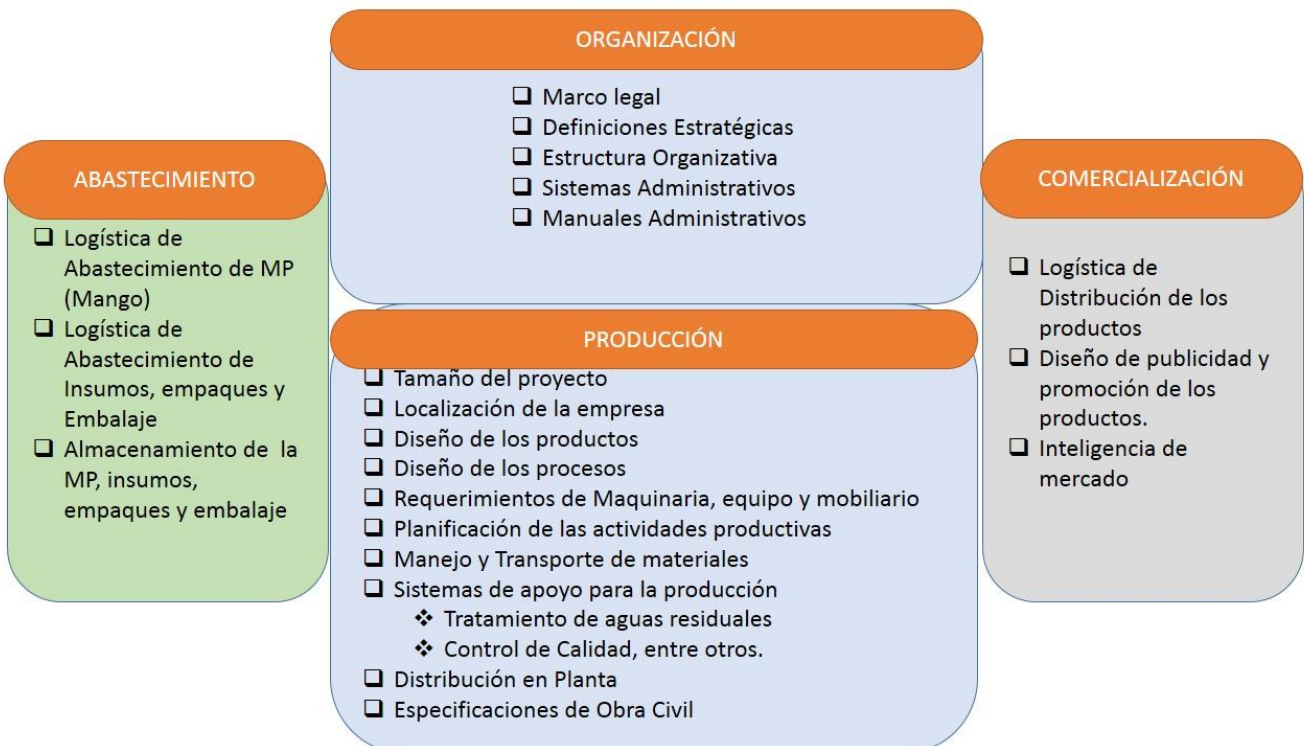 ORGANIZACIÓN
❑ Marco legal
❑ Definiciones Estratégicas
❑ Estructura Organizativa
❑ Sistemas Administrativos
❑ Manuales Administrativos
ABASTECIMIENTO
❑ Logística de
Abastecimiento de MP
(Mango)
❑ Logística de
Abastecimiento de
Insumos, empaques y
Embalaje
❑ Almacenamiento de la
MP, insumos,
empaques y embalaje
PRODUCCIÓN
❑ Tamaño del proyecto
❑ Localización de la empresa
❑ Diseño de los productos
❑ Diseño de los procesos
❑ Requerimientos de Maquinaria, equipo y mobiliario
❑ Planificación de las actividades productivas
❑ Manejo y Transporte de materiales
❑ Sistemas de apoyo para la producción
❖ Tratamiento de aguas residuales
❖ Control de Calidad, entre otros.
❑ Distribución en Planta
❑ Especificaciones de Obra Civil
COMERCIALIZACIÓN
❑ Logística de
Distribución de los
productos
❑ Diseño de publicidad y
promoción de los
productos.
❑ Inteligencia de
mercado